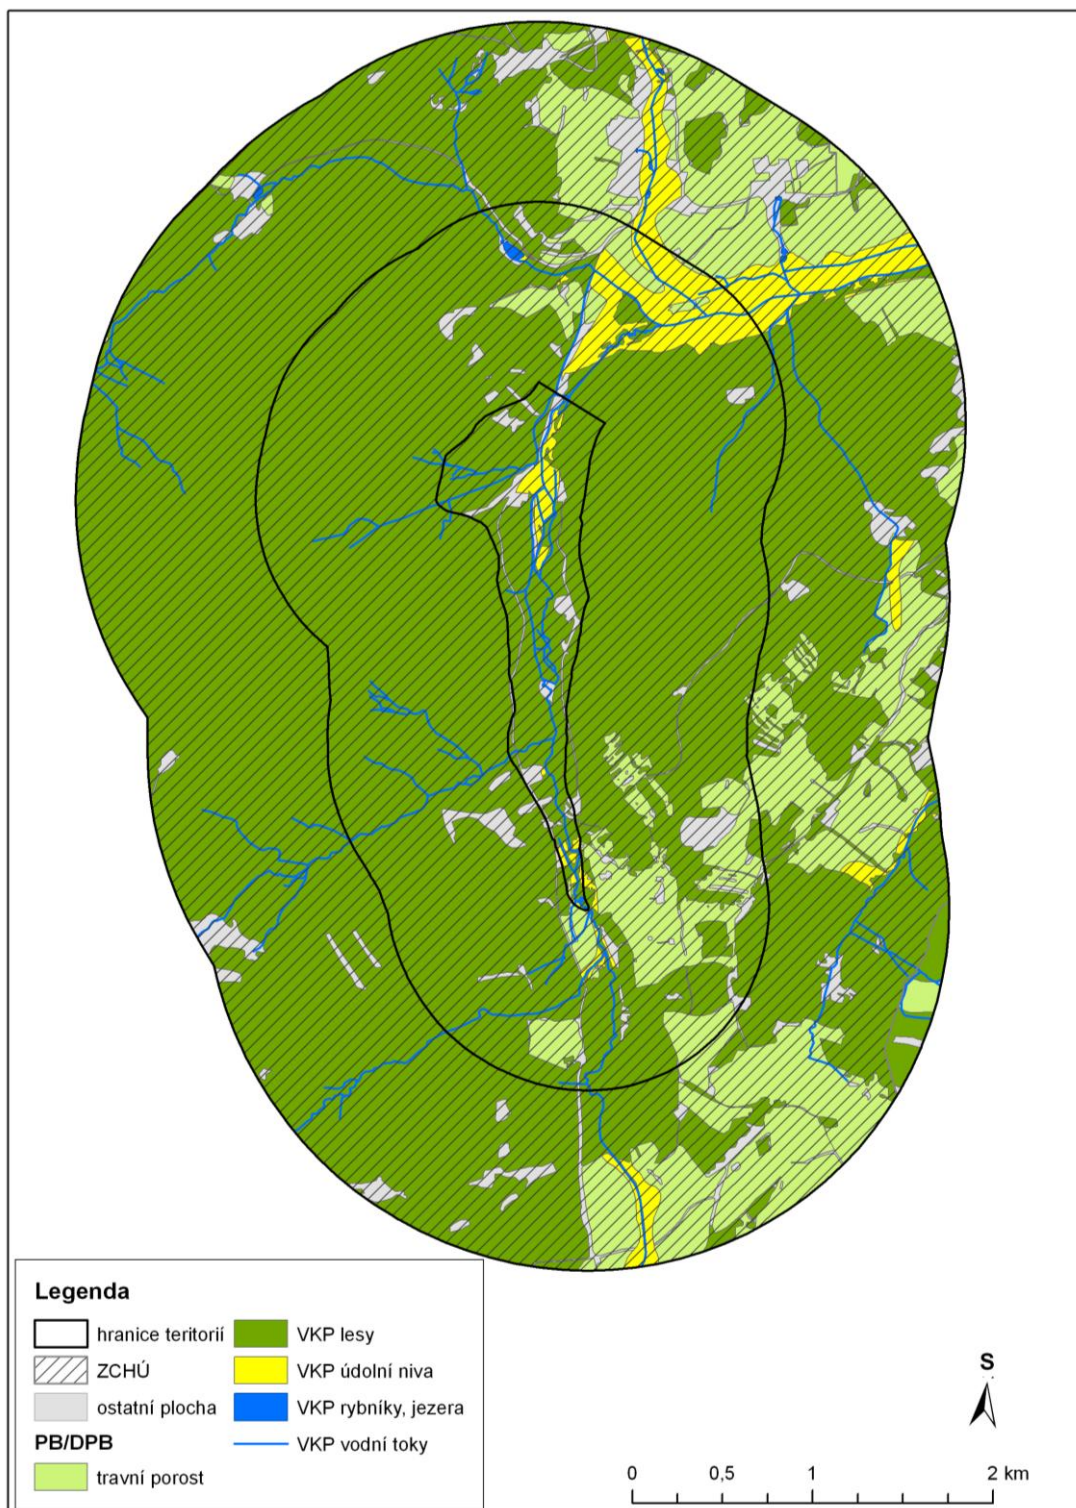 Legenda
hranice teritorií
ZCHÚ
ostatní plocha
PB/DPB
travní porost
VKP lesy
VKP údolní niva
VKP rybníky, jezera
VKP vodní toky
S
0 0,5 1 2 km